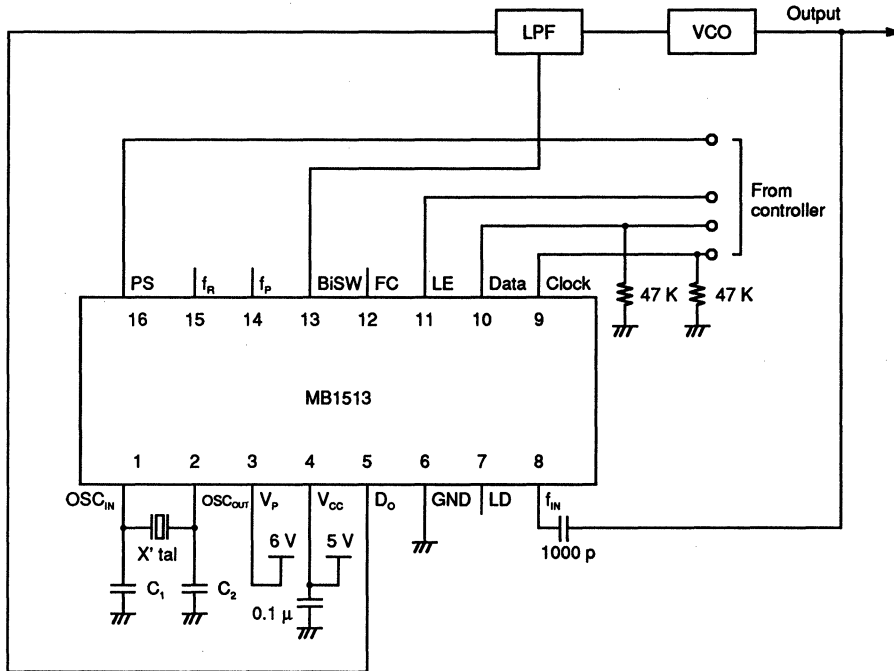 Output
LPF
VCO
From
controller
PS
f_R
f_P
BiSW
FC
LE
Data
Clock
47 K
47 K
16
15
14
13
12
11
10
9
MB1513
1
2
3
4
5
6
7
8
OSC_IN
OSC_OUT
V_P
V_CC
D_O
GND
LD
f_IN
X' tal
6 V
5 V
1000 p
C_1
C_2
0.1 μ